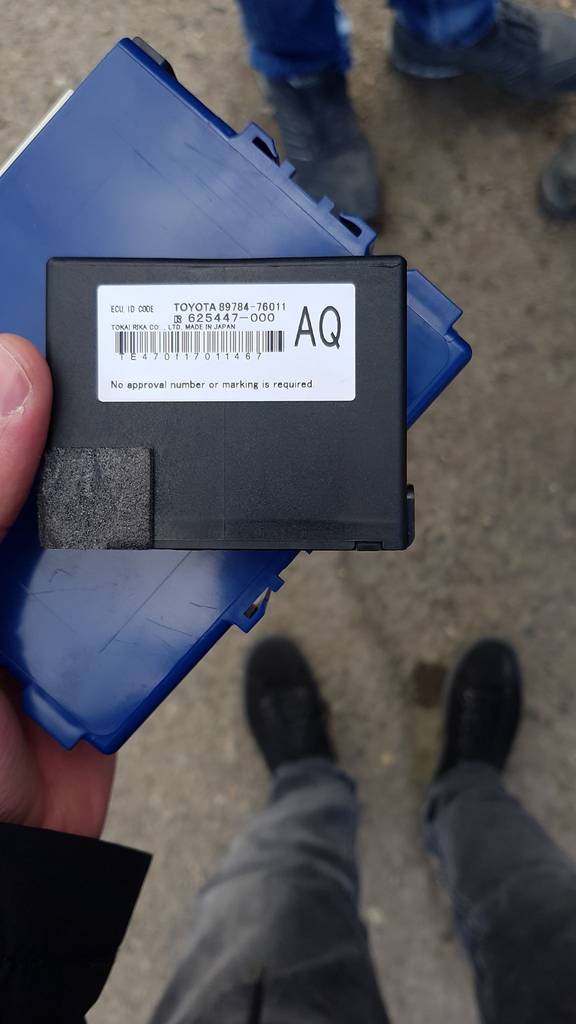 ECU. ID CODE TOYOTA 89784-76011
625447-000
TOKAI RIKA CO., LTD. MADE IN JAPAN
AQ
1E470117011467
No approval number or marking is required.